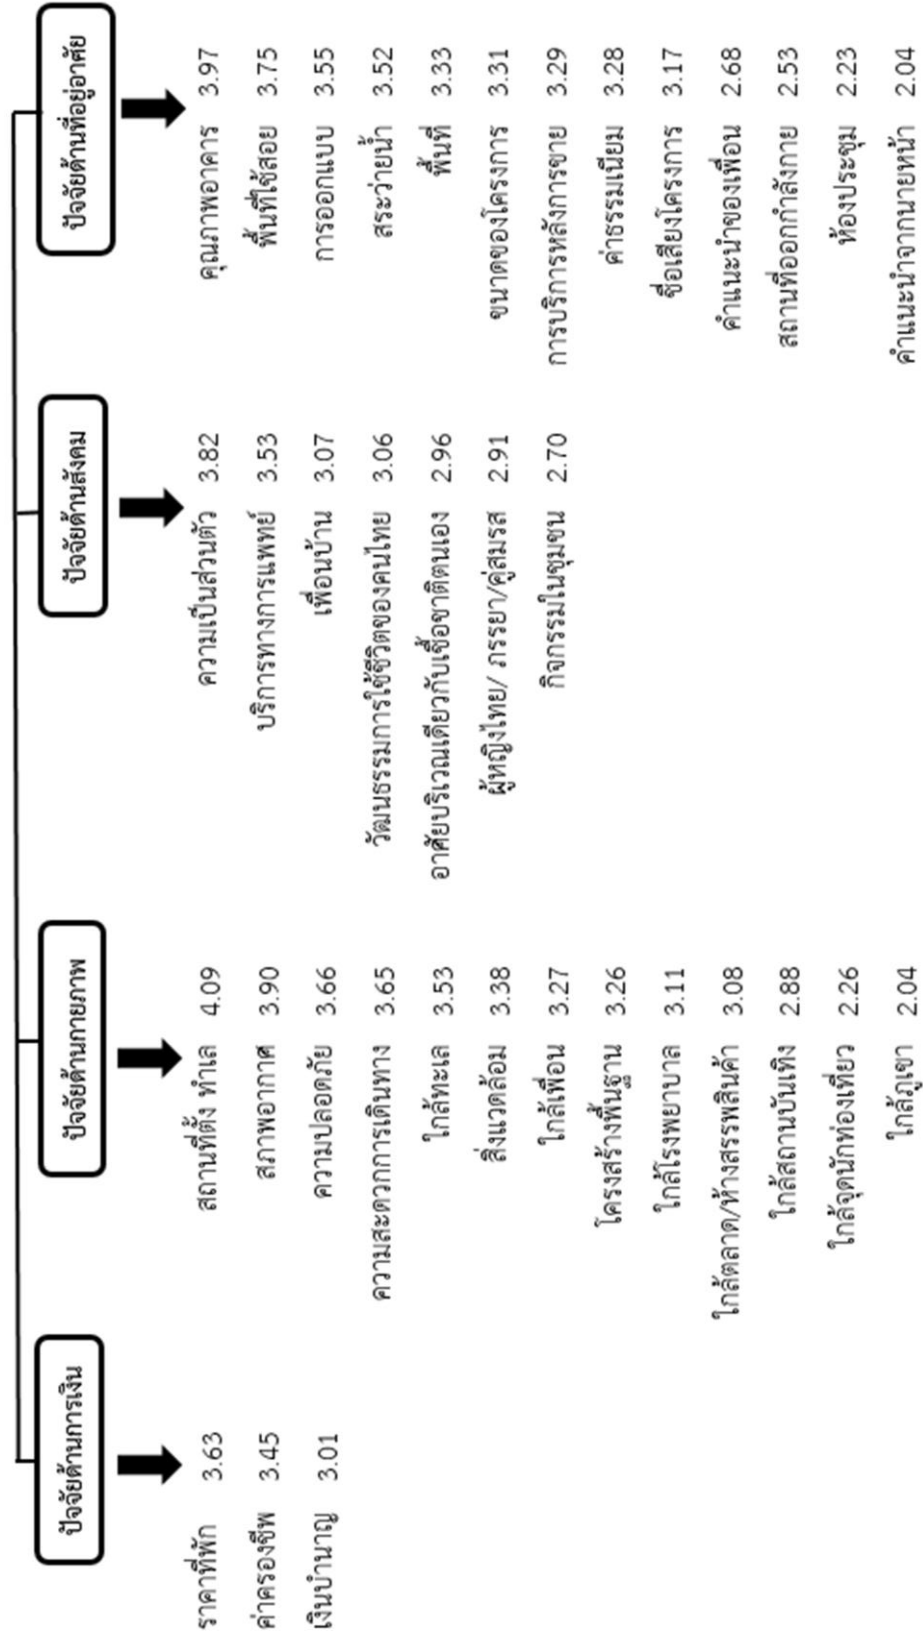 ปัจจัยด้านการเงิน
ราคาที่พัก 3.63
ค่าครองชีพ 3.45
เงินบำนาญ 3.01
ปัจจัยด้านกายภาพ
สถานที่ตั้ง ทำเล 4.09
สภาพอากาศ 3.90
ความปลอดภัย 3.66
ความสะดวกการเดินทาง 3.65
ใกล้ทะเล 3.53
สิ่งแวดล้อม 3.38
ใกล้เพื่อน 3.27
โครงสร้างพื้นฐาน 3.26
ใกล้โรงพยาบาล 3.11
ใกล้ตลาด/ห้างสรรพสินค้า 3.08
ใกล้สถานบันเทิง 2.88
ใกล้จุดนักท่องเที่ยว 2.26
ใกล้ภูเขา 2.04
ปัจจัยด้านสังคม
ความเป็นส่วนตัว 3.82
บริการทางการแพทย์ 3.53
เพื่อนบ้าน 3.07
วัฒนธรรมการใช้ชีวิตของคนไทย 3.06
อาศัยบริเวณเดียวกับเชื้อชาติตนเอง 2.96
ผู้หญิงไทย/ ภรรยา/คู่สมรส 2.91
กิจกรรมในชุมชน 2.70
ปัจจัยด้านที่อยู่อาศัย
คุณภาพอาคาร 3.97
พื้นที่ใช้สอย 3.75
การออกแบบ 3.55
สระว่ายน้ำ 3.52
พื้นที่ 3.33
ขนาดของโครงการ 3.31
การบริการหลังการขาย 3.29
ค่าธรรมเนียม 3.28
ชื่อเสียงโครงการ 3.17
คำแนะนำของเพื่อน 2.68
สถานที่ออกกำลังกาย 2.53
ห้องประชุม 2.23
คำแนะนำจากนายหน้า 2.04